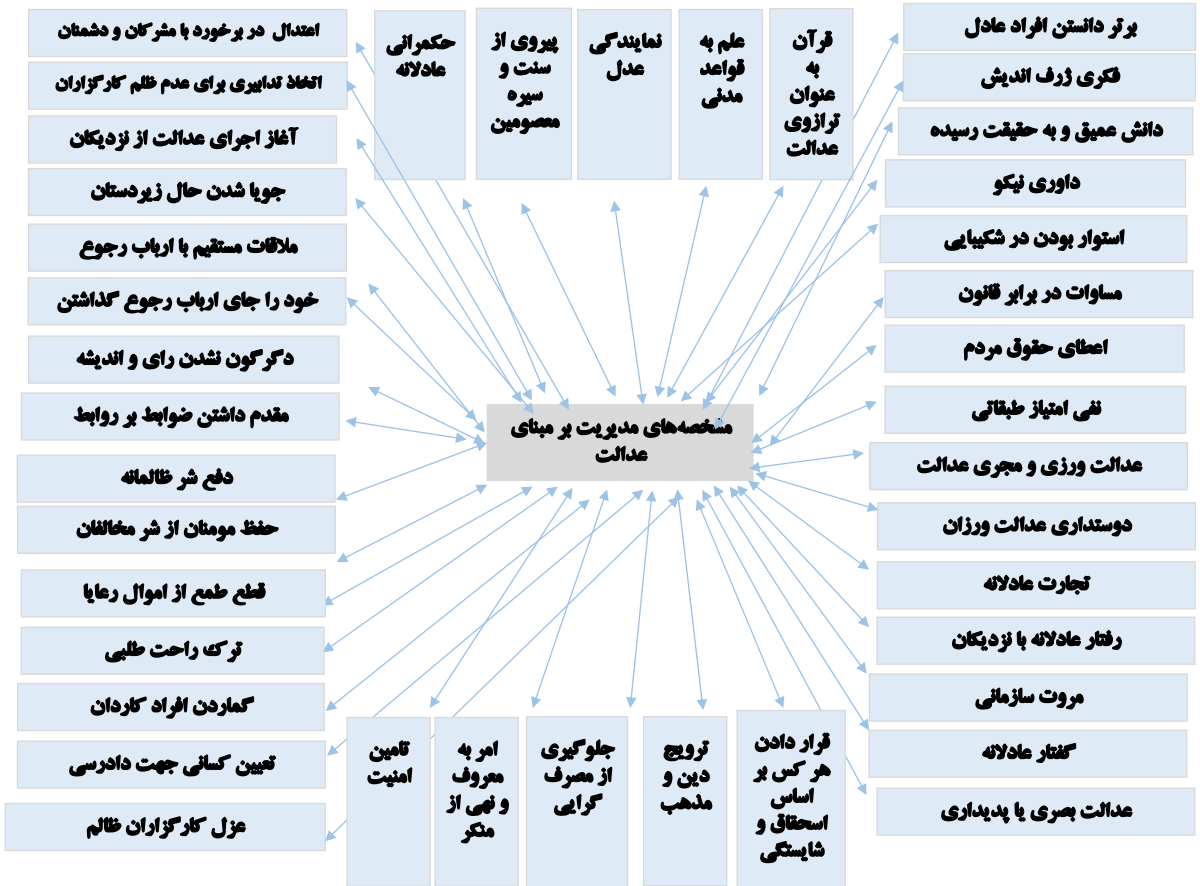 برتر دانستن افراد عادل
فکری ژرف اندیش
دانش عمیق و به حقیقت رسیده
داوری نیکو
استوار بودن در شکیبایی
مساوات در برابر قانون
اعطای حقوق مردم
نفی امتیاز طبقاتی
عدالت ورزی و مجری عدالت
دوستداری عدالت ورزان
تجارت عادلانه
رفتار عادلانه با نزدیکان
مروت سازمانی
گفتار عادلانه
عدالت بصری یا پدیداری
قرآن
به
عنوان
ترازوی
عدالت
علم به
قواعد
مدنی
نمایندگی
عدل
پیروی از
سنت و
سیره
معصومین
حکمرانی
عادلانه
مشخصه‌های مدیریت بر مبنای
عدالت
قرار دادن
هر کس بر
اساس
اسحقاق و
شایستگی
ترویج
دین و
مذهب
جلوگیری
از مصرف
گرایی
امر به
معروف
و نهی از
منکر
تامین
امنیت
اعتدال در برخورد با مشرکان و دشمنان
اتخاذ تدابیری برای عدم ظلم کارگزاران
آغاز اجرای عدالت از نزدیکان
جویا شدن حال زیردستان
ملاقات مستقیم با ارباب رجوع
خود را جای ارباب رجوع گذاشتن
دگرگون نشدن رای و اندیشه
مقدم داشتن ضوابط بر روابط
دفع شر ظالمانه
حفظ مومنان از شر مخالفان
قطع طمع از اموال رعایا
ترک راحت طلبی
گماردن افراد کاردان
تعیین کسانی جهت دادرسی
عزل کارگزاران ظالم